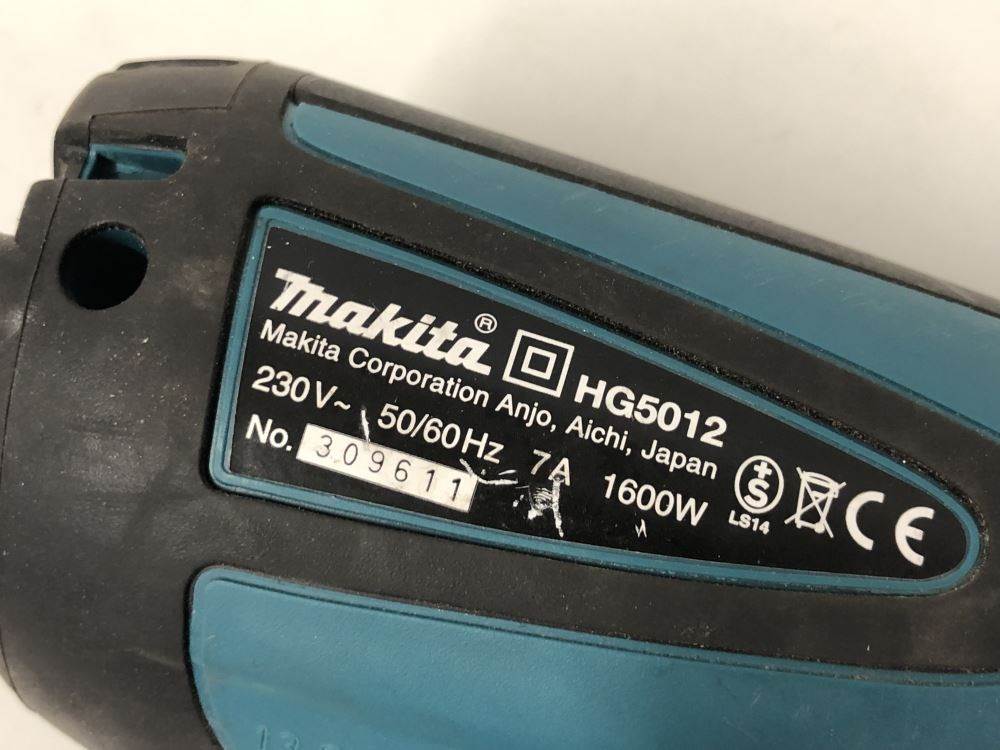 makita® HG5012
Makita Corporation Anjo, Aichi, Japan
230V~ 50/60Hz 7A 1600W
No. 309611
S LS14 CE